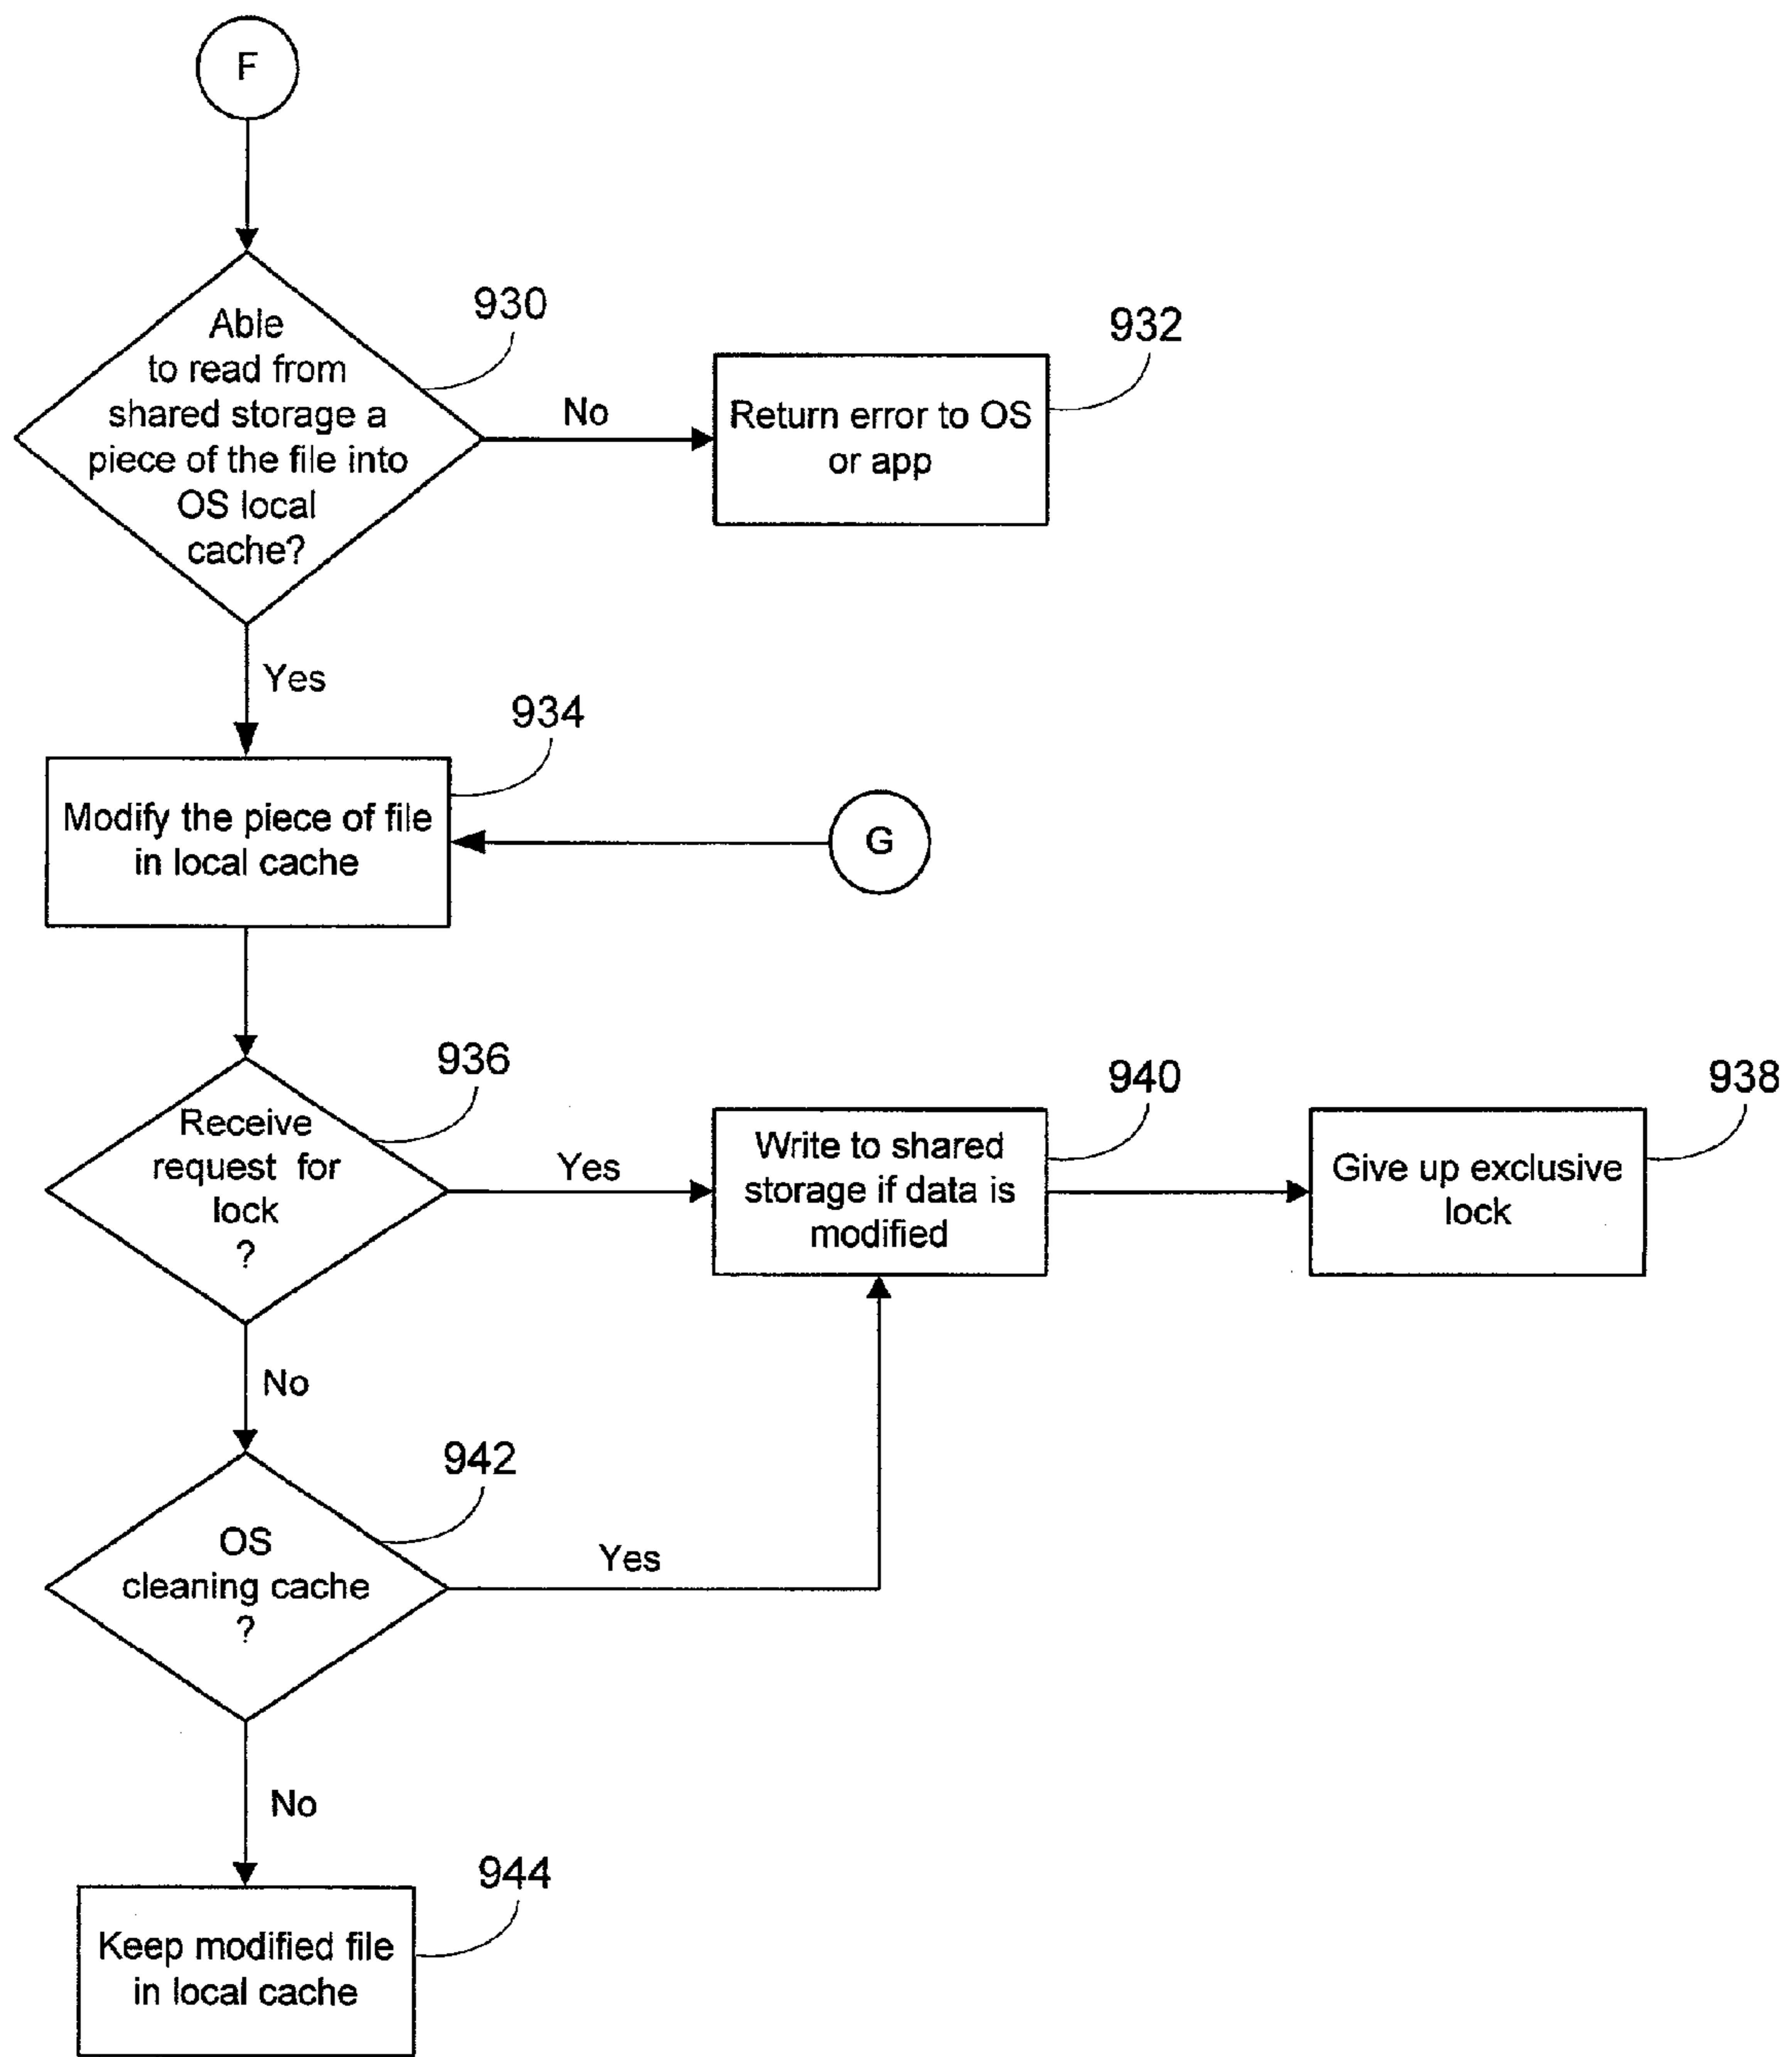 F
930
Able
to read from
shared storage a
piece of the file into
OS local
cache?
No
932
Return error to OS
or app
Yes
934
Modify the piece of file
in local cache
G
936
Receive
request for
lock
?
Yes
940
Write to shared
storage if data is
modified
938
Give up exclusive
lock
No
942
OS
cleaning cache
?
Yes
No
944
Keep modified file
in local cache